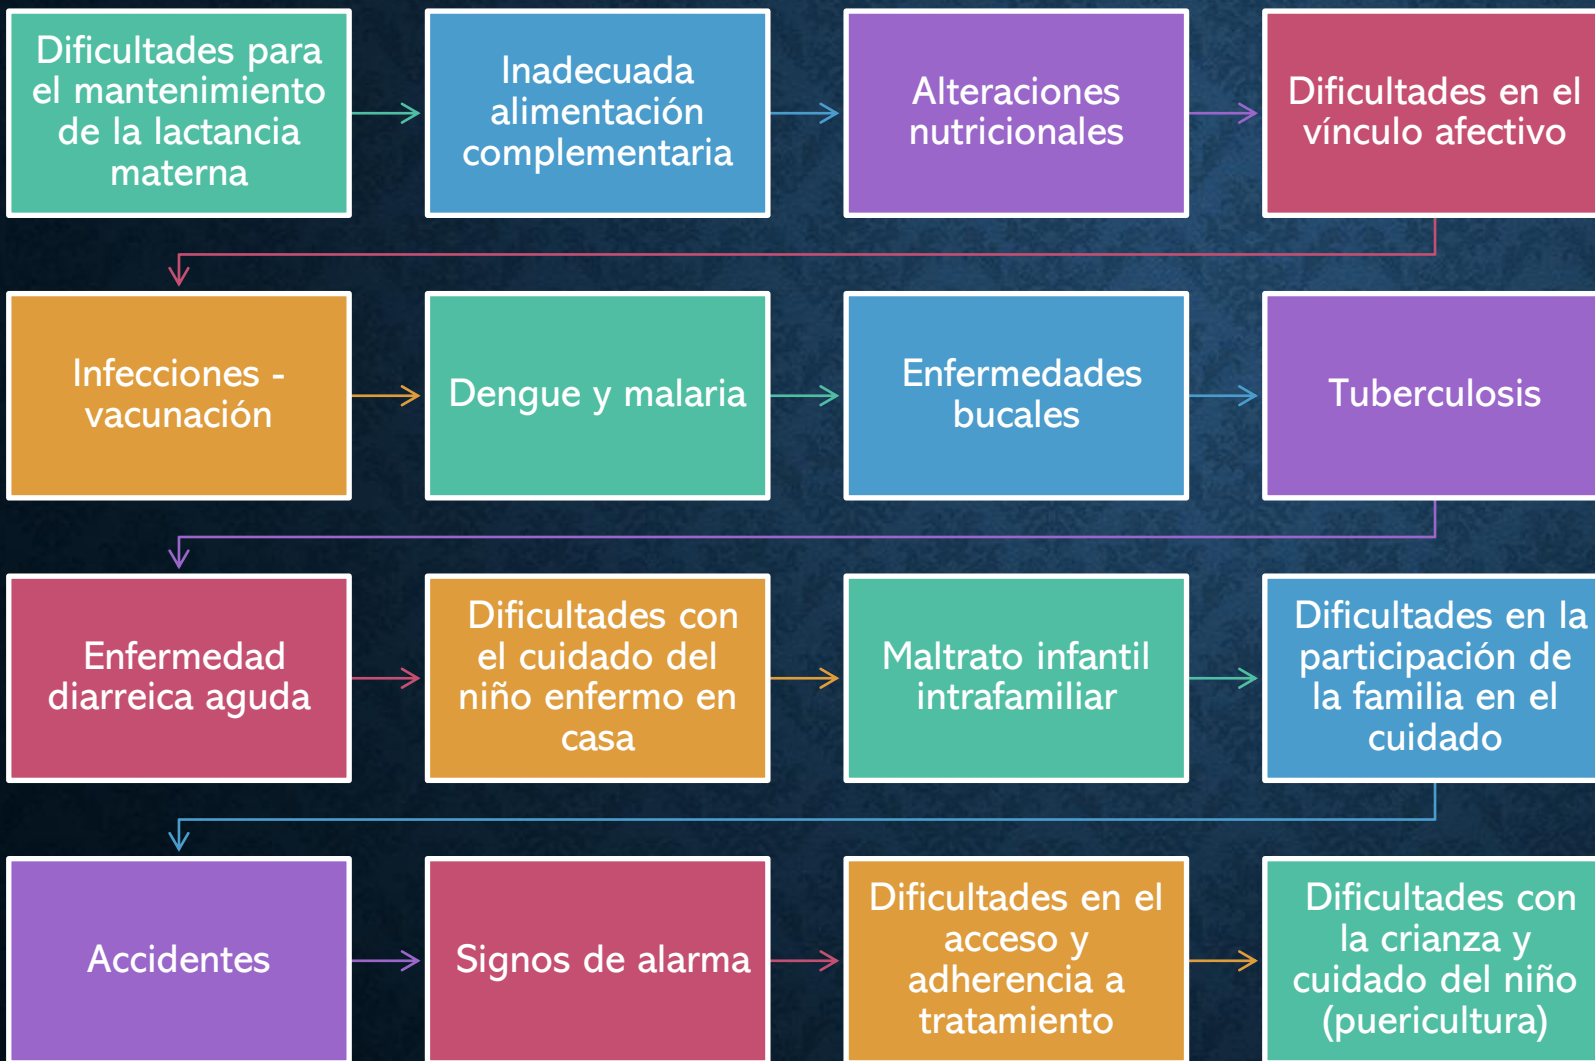 Dificultades para
el mantenimiento
de la lactancia
materna
Inadecuada
alimentación
complementaria
Alteraciones
nutricionales
Dificultades en el
vínculo afectivo
Infecciones -
vacunación
Dengue y malaria
Enfermedades
bucales
Tuberculosis
Enfermedad
diarreica aguda
Dificultades con
el cuidado del
niño enfermo en
casa
Maltrato infantil
intrafamiliar
Dificultades en la
participación de
la familia en el
cuidado
Accidentes
Signos de alarma
Dificultades en el
acceso y
adherencia a
tratamiento
Dificultades con
la crianza y
cuidado del niño
(puericultura)